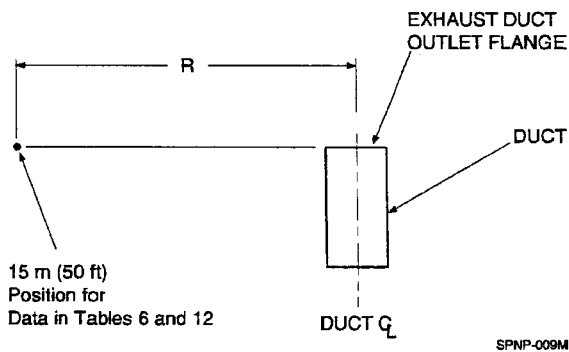 EXHAUST DUCT
OUTLET FLANGE
R
DUCT
15 m (50 ft)
Position for
Data in Tables 6 and 12
DUCT ℄
SPNP-009M